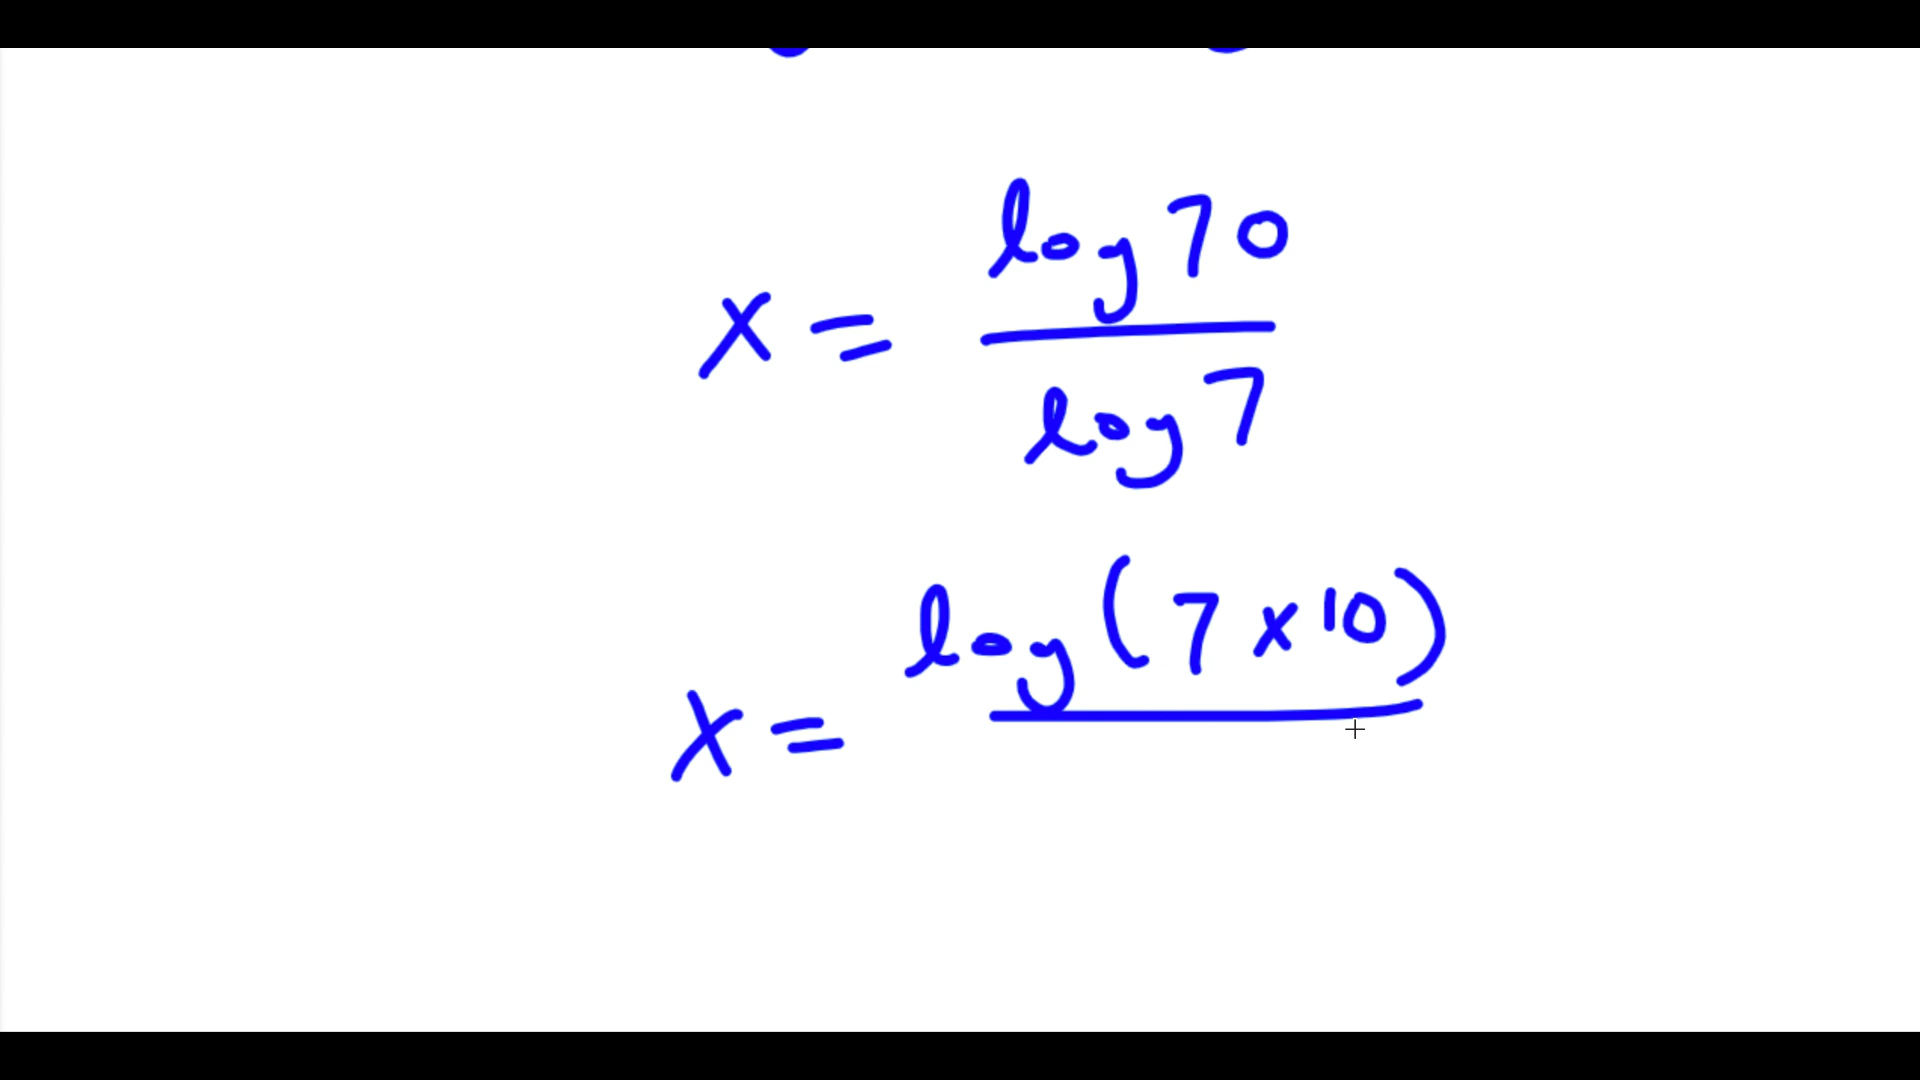 x = log 70 / log 7
x = log (7 x 10)